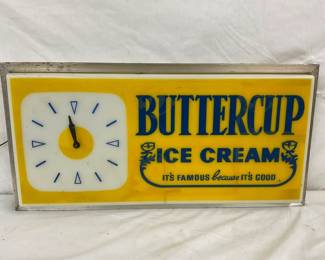 BUTTERCUP
ICE CREAM
IT'S FAMOUS because IT'S GOOD